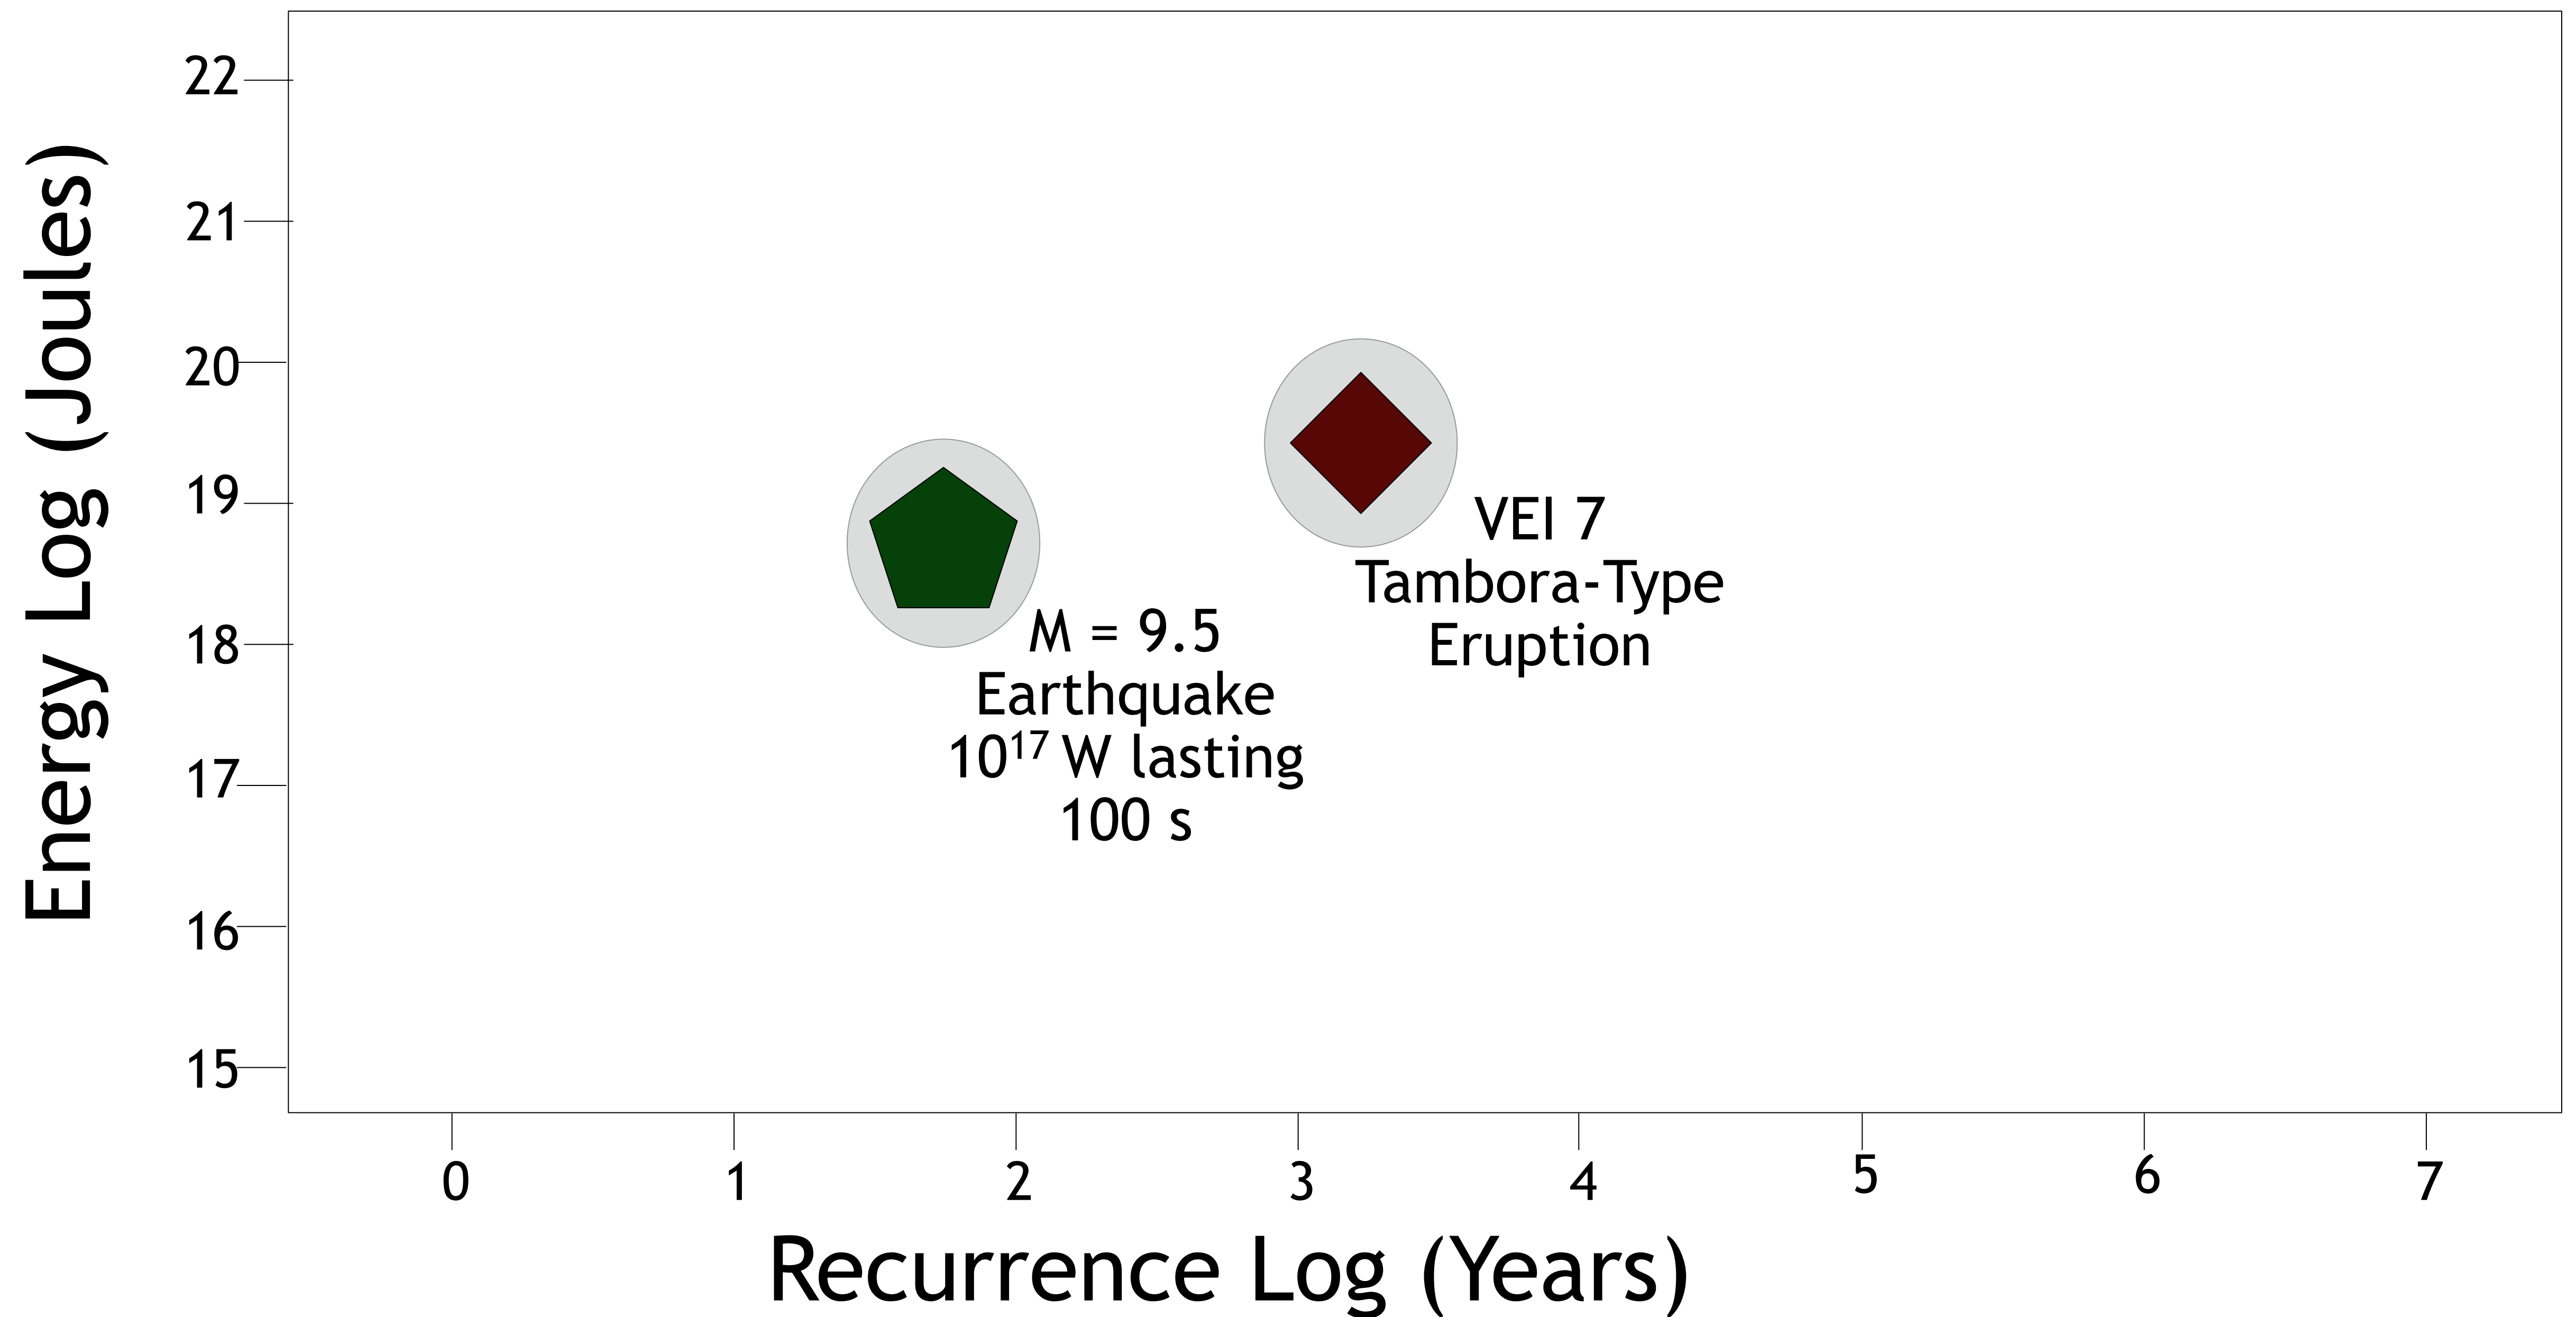 Energy Log (Joules)
22
21
20
19
18
17
16
15
M = 9.5
Earthquake
10¹⁷ W lasting
100 s
VEI 7
Tambora-Type
Eruption
0 1 2 3 4 5 6 7
Recurrence Log (Years)